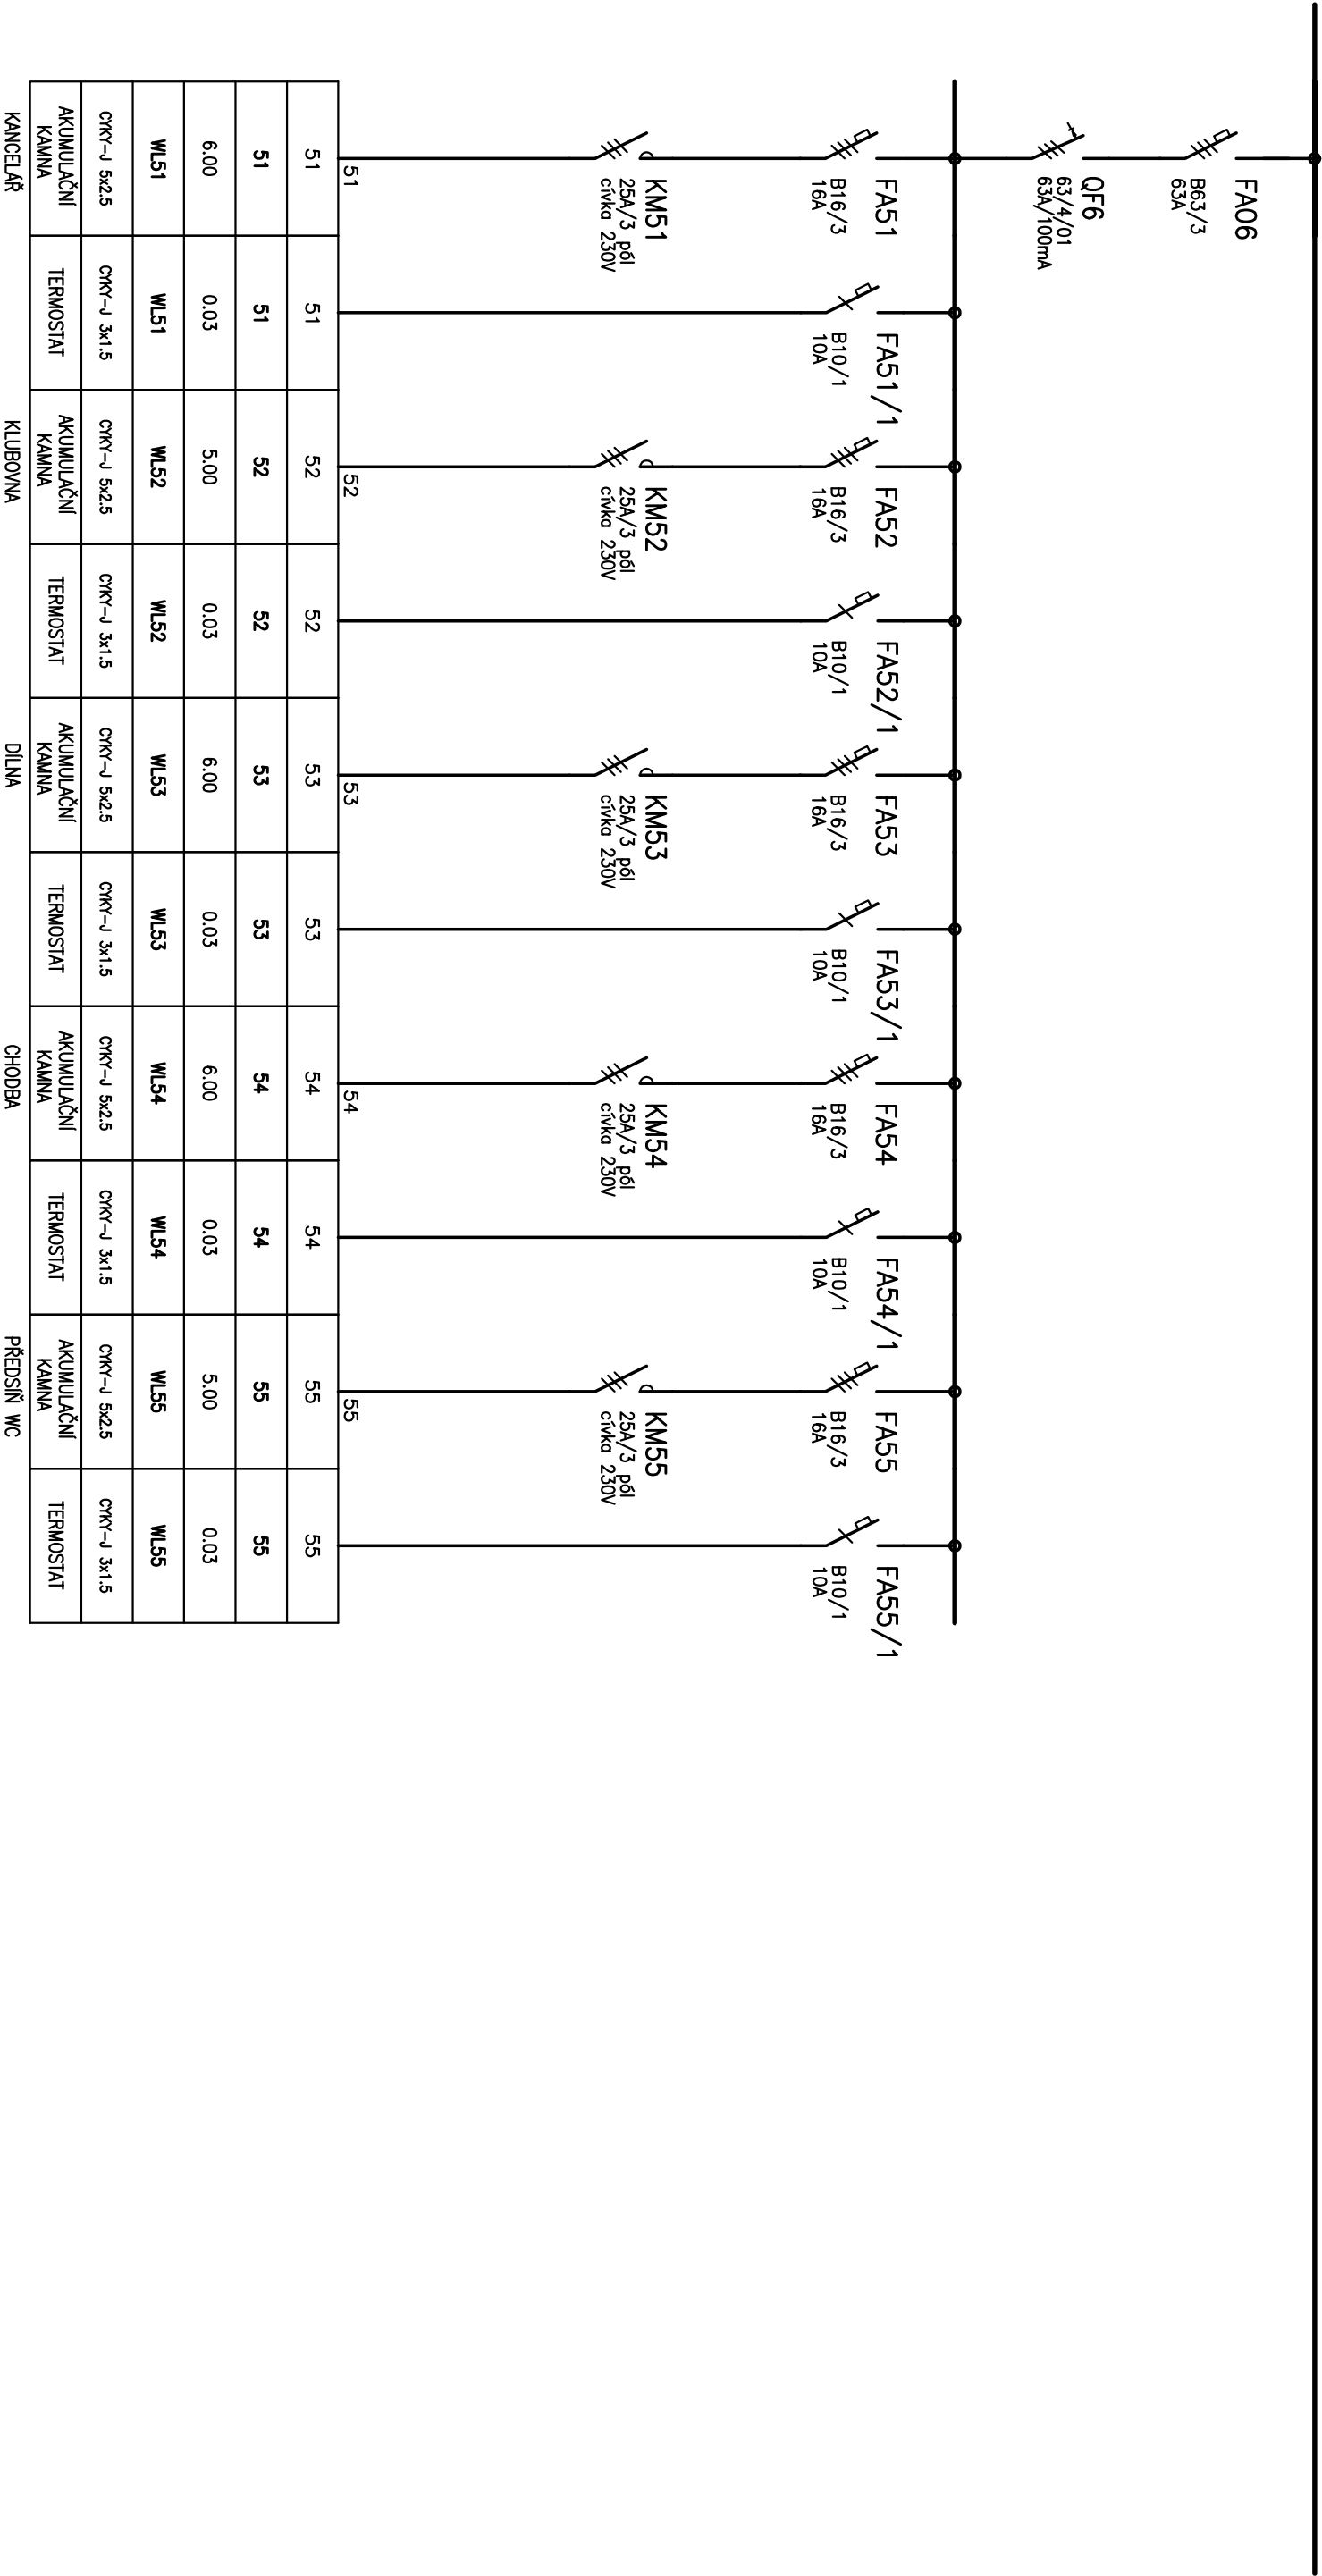 FA06
B63/3
63A
QF6
63/4/01
63A/100mA
FA51
B16/3
16A
FA51/1
B10/1
10A
FA52
B16/3
16A
FA52/1
B10/1
10A
FA53
B16/3
16A
FA53/1
B10/1
10A
FA54
B16/3
16A
FA54/1
B10/1
10A
FA55
B16/3
16A
FA55/1
B10/1
10A
KM51
25A/3 pól
cívka 230V
KM52
25A/3 pól
cívka 230V
KM53
25A/3 pól
cívka 230V
KM54
25A/3 pól
cívka 230V
KM55
25A/3 pól
cívka 230V
51 52 53 54 55
51 51 52 52 53 53 54 54 55 55
51 51 52 52 53 53 54 54 55 55
6.00 0.03 5.00 0.03 6.00 0.03 6.00 0.03 5.00 0.03
WL51 WL51 WL52 WL52 WL53 WL53 WL54 WL54 WL55 WL55
CYKY-J 5x2.5 CYKY-J 3x1.5 CYKY-J 5x2.5 CYKY-J 3x1.5 CYKY-J 5x2.5 CYKY-J 3x1.5 CYKY-J 5x2.5 CYKY-J 3x1.5 CYKY-J 5x2.5 CYKY-J 3x1.5
AKUMULAČNÍ
KAMNA
TERMOSTAT
AKUMULAČNÍ
KAMNA
TERMOSTAT
AKUMULAČNÍ
KAMNA
TERMOSTAT
AKUMULAČNÍ
KAMNA
TERMOSTAT
AKUMULAČNÍ
KAMNA
TERMOSTAT
KANCELÁŘ KLUBOVNA DÍLNA CHODBA PŘEDSÍŇ WC